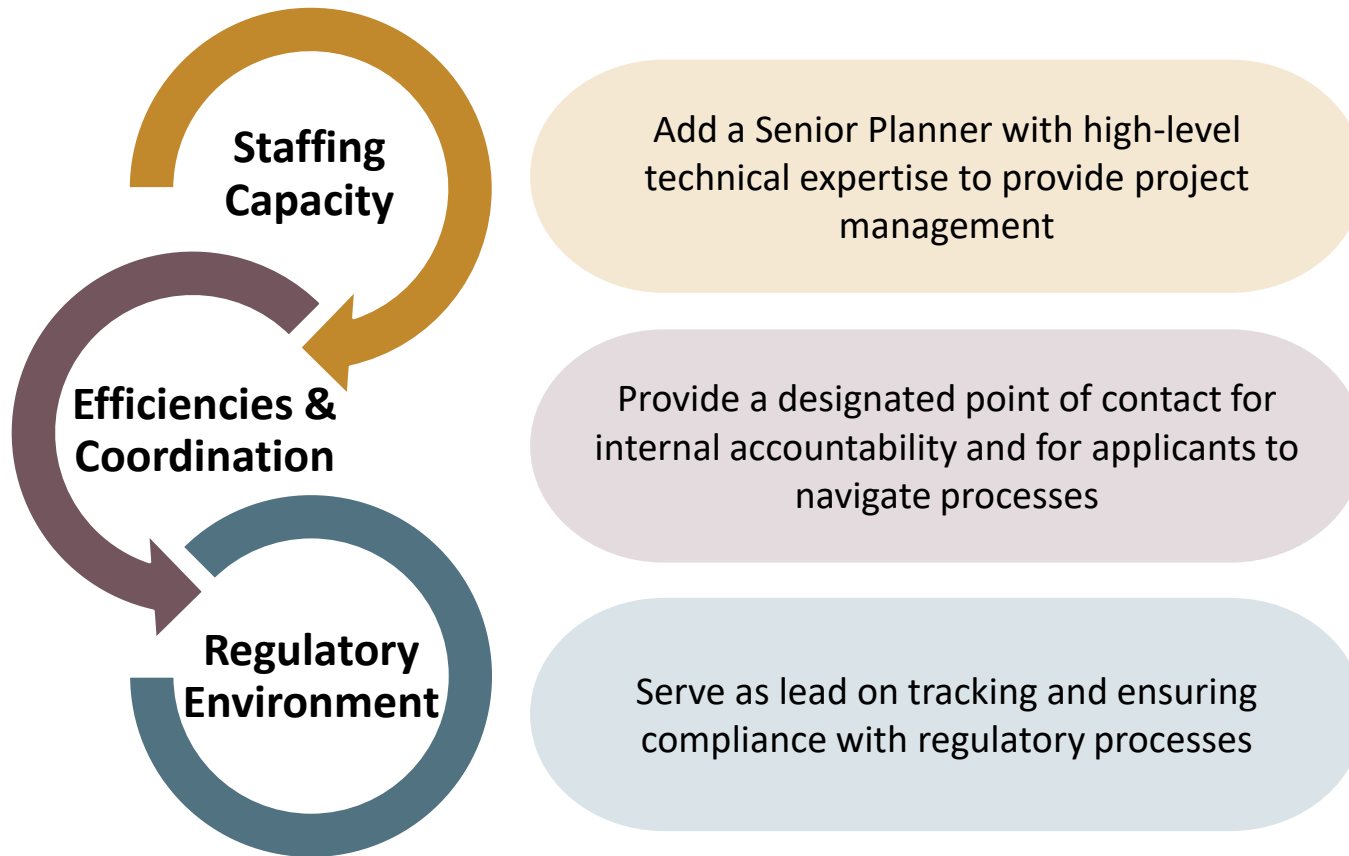 Staffing
Capacity
Add a Senior Planner with high-level
technical expertise to provide project
management
Efficiencies &
Coordination
Provide a designated point of contact for
internal accountability and for applicants to
navigate processes
Regulatory
Environment
Serve as lead on tracking and ensuring
compliance with regulatory processes